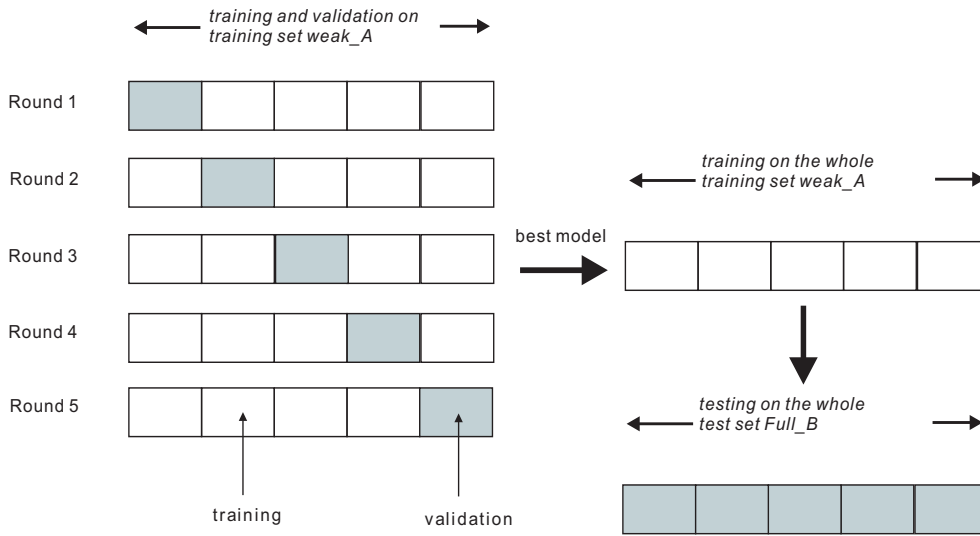 training and validation on
training set weak_A
Round 1
Round 2
Round 3
Round 4
Round 5
training
validation
best model
training on the whole
training set weak_A
testing on the whole
test set Full_B